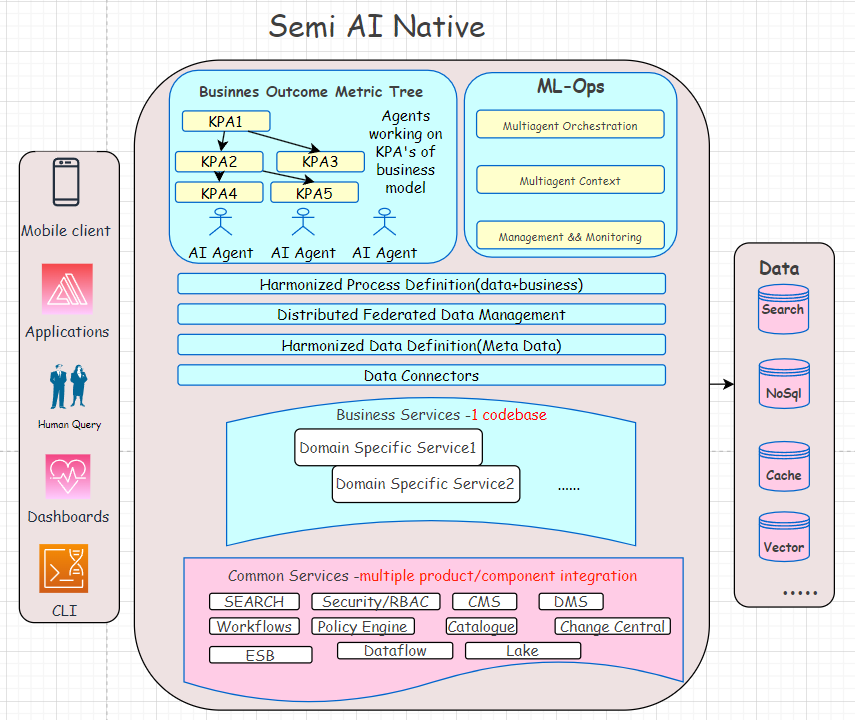 Semi AI Native
Mobile client
Applications
Human Query
Dashboards
CLI
Businnes Outcome Metric Tree
KPA1
KPA2
KPA3
KPA4
KPA5
Agents
working on
KPA's of
business
model
AI Agent
AI Agent
AI Agent
ML-Ops
Multiagent Orchestration
Multiagent Context
Management && Monitoring
Harmonized Process Definition(data+business)
Distributed Federated Data Management
Harmonized Data Definition(Meta Data)
Data Connectors
Business Services -1 codebase
Domain Specific Service1
Domain Specific Service2
......
Common Services -multiple product/component integration
SEARCH
Security/RBAC
CMS
DMS
Workflows
Policy Engine
Catalogue
Change Central
ESB
Dataflow
Lake
Data
Search
NoSql
Cache
Vector
.....